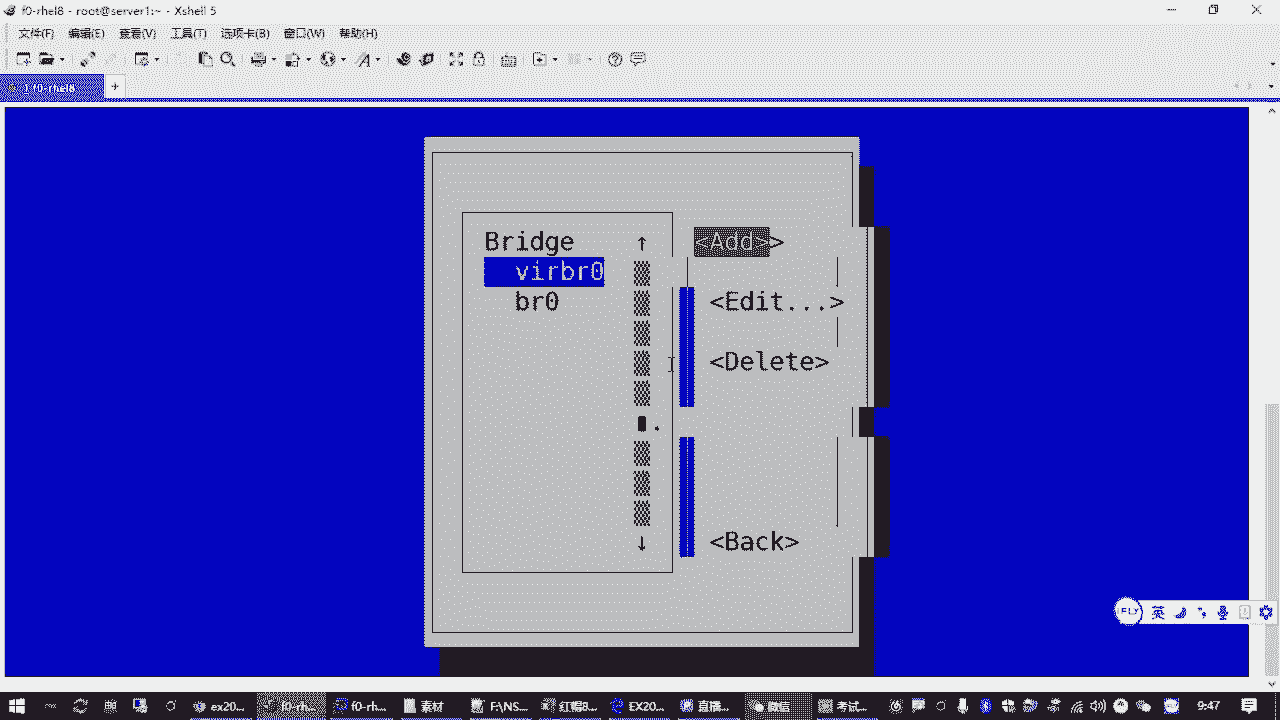 f0-rhel8 - root@server1:~ - Xshell 5
文件(F) 编辑(E) 查看(V) 工具(T) 选项卡(B) 窗口(W) 帮助(H)
1 f0-rhel8 +
Bridge ↑ <Add>>
virbr0
br0 <Edit...>
<Delete>
↓ <Back>
FLY 英
ex20... f0-rh... f0-rh... 素材 F:\NS... 红帽8... EX20... 直播... 微信 考试... 9:47